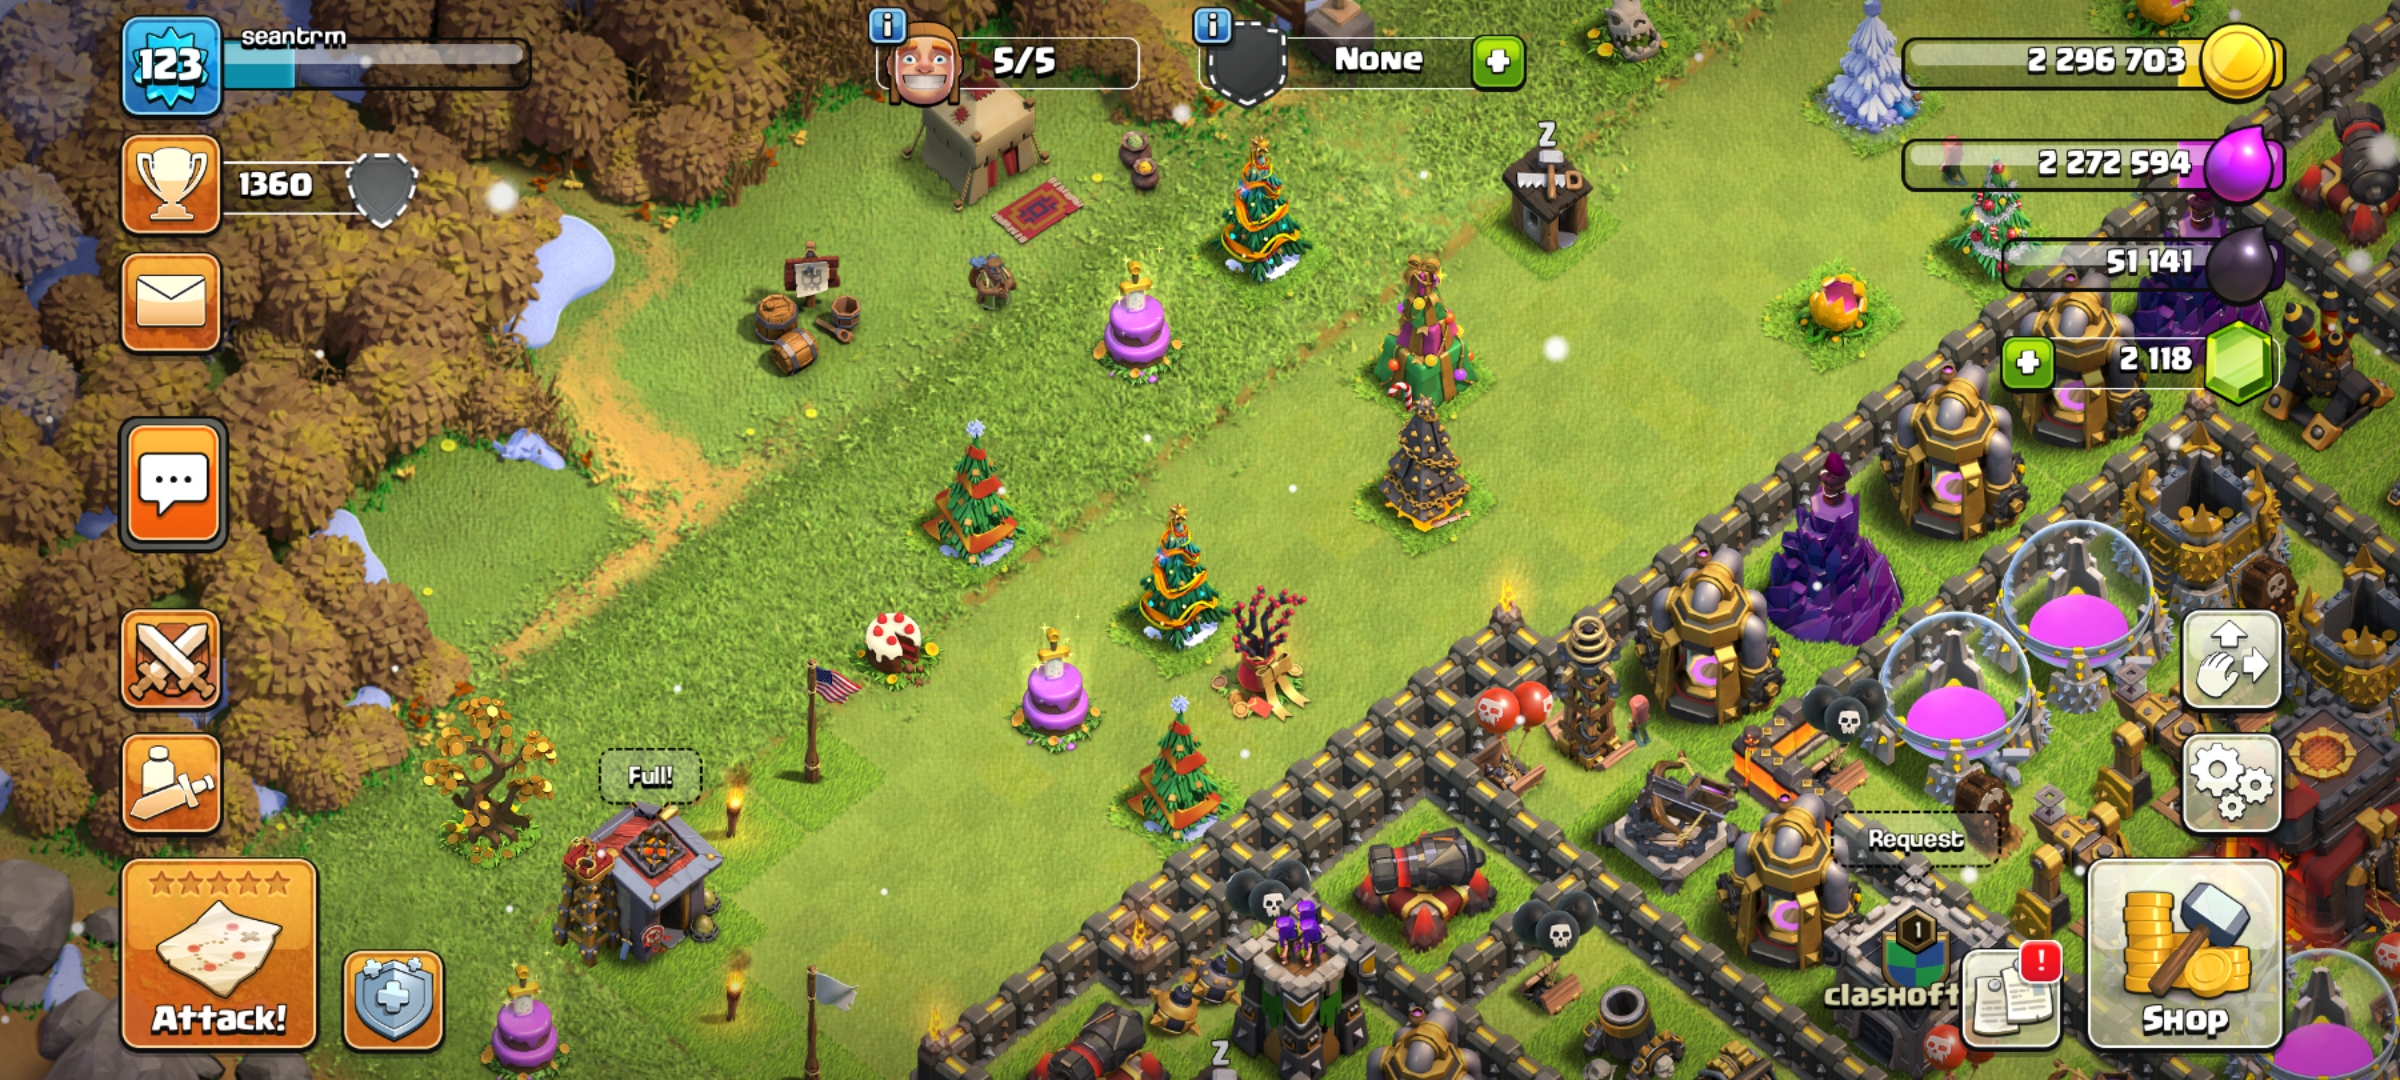 123
seantrm
5/5
None
2 296 703
1360
Z
2 272 594
51 141
2 118
Full!
Request
1
clashoft
Attack!
Z
!
Shop